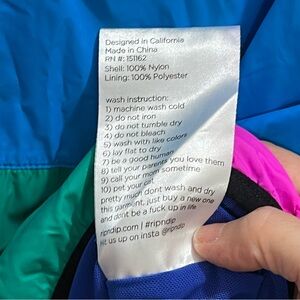 Designed in California
Made in China
RN #: 151162
Shell: 100% Nylon
Lining: 100% Polyester
wash instruction:
1) machine wash cold
2) do not iron
3) do not tumble dry
4) do not bleach
5) wash with like colors
6) lay flat to dry
7) be a good human
8) tell your parents you love them
9) call your mom sometime
10) pet your cat
pretty much dont wash and dry
this garment, just buy a new one
and dont be a fuck up in life
ripndip.com | #ripndip
hit us up on insta @ripndip